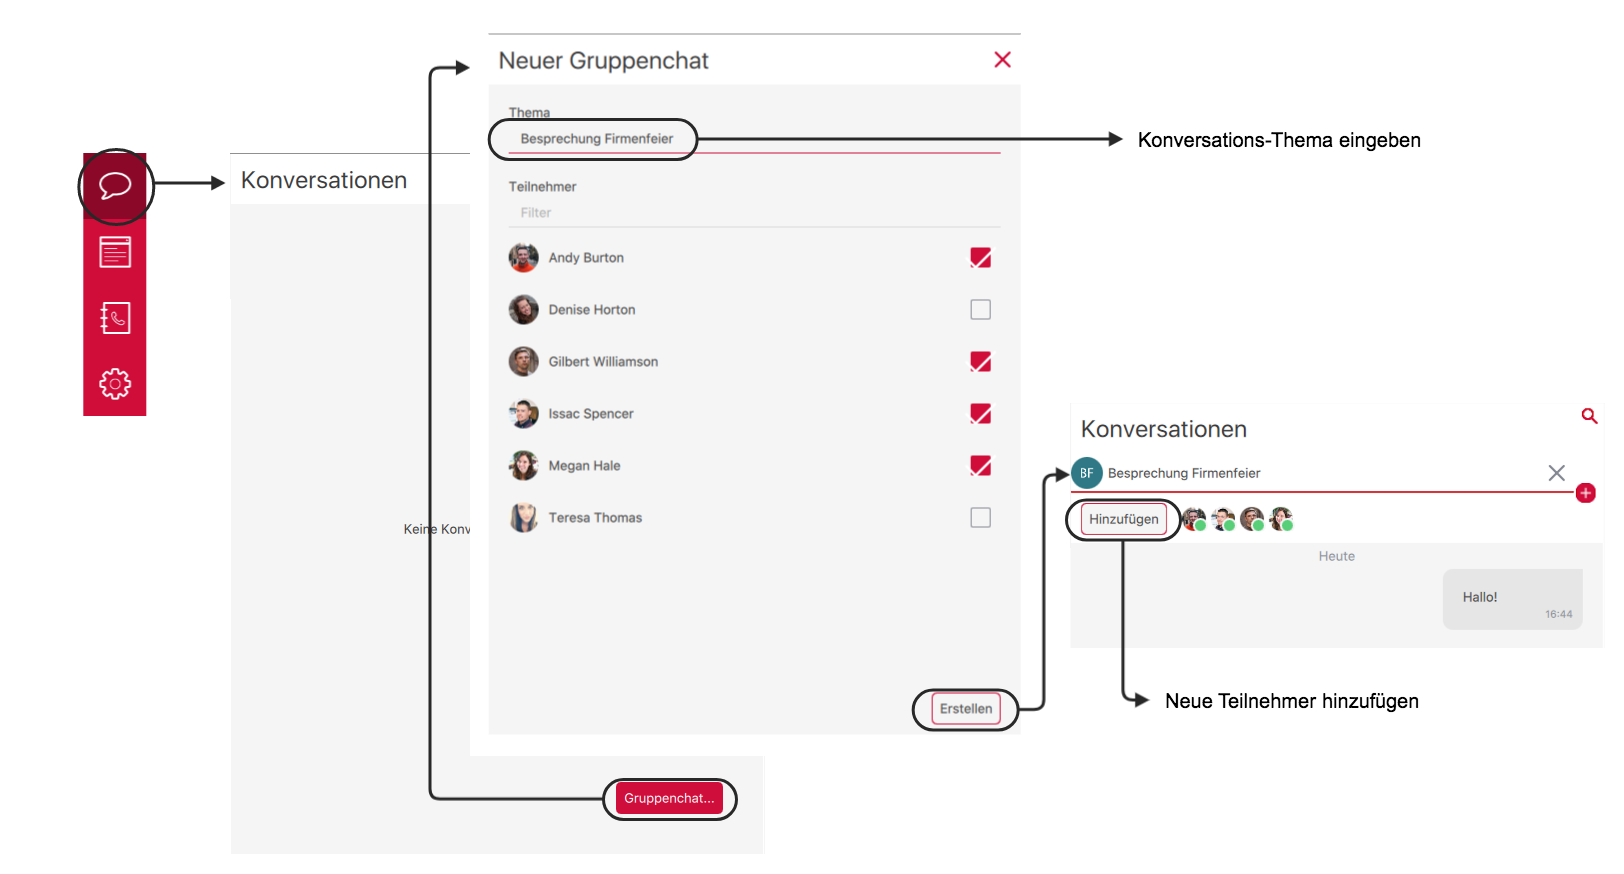 Neuer Gruppenchat
Thema
Besprechung Firmenfeier
Konversations-Thema eingeben
Konversationen
Teilnehmer
Filter
Andy Burton
Denise Horton
Gilbert Williamson
Issac Spencer
Megan Hale
Teresa Thomas
Keine Konv
Erstellen
Gruppenchat...
Konversationen
BF Besprechung Firmenfeier
Hinzufügen
Heute
Hallo!
16:44
Neue Teilnehmer hinzufügen